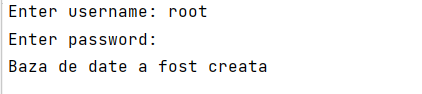 Enter username: root
Enter password:
Baza de date a fost creata